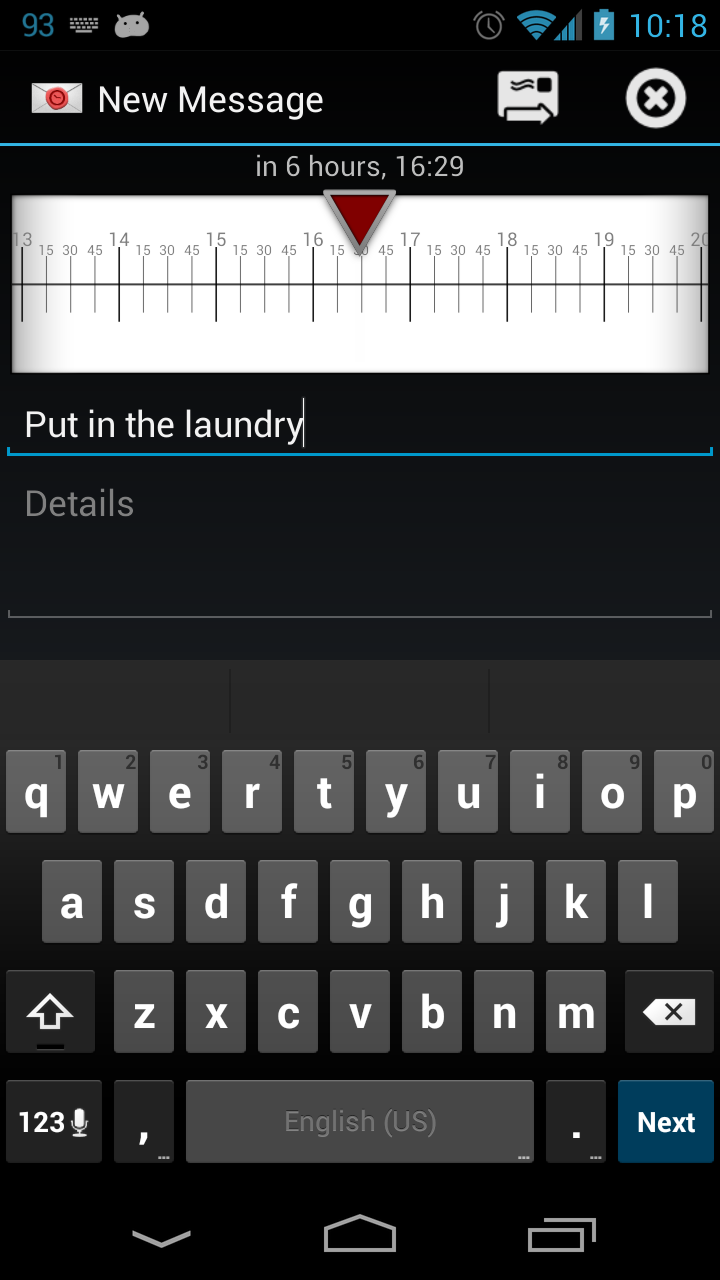 93 10:18
New Message
in 6 hours, 16:29
13 14 15 16 17 18 19 20
15 30 45 15 30 45 15 30 45 15 30 45 15 30 45 15 30 45 15 30 45
Put in the laundry
Details
1 2 3 4 5 6 7 8 9 0
q w e r t y u i o p
a s d f g h j k l
z x c v b n m
123 , English (US) . Next